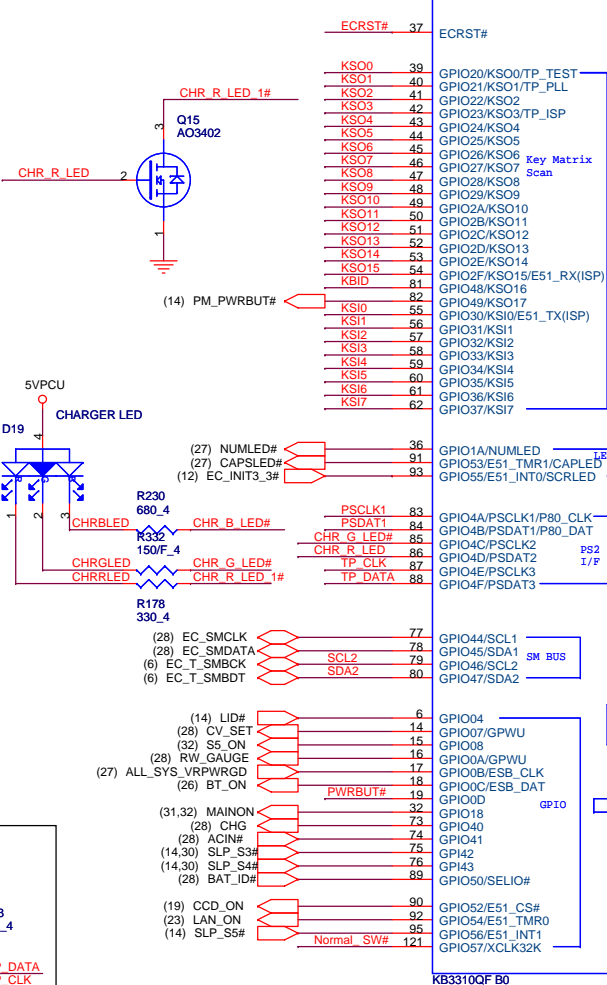 ECRST# 37 ECRST#
KSO0 39 GPIO20/KSO0/TP_TEST
KSO1 40 GPIO21/KSO1/TP_PLL
KSO2 41 GPIO22/KSO2
KSO3 42 GPIO23/KSO3/TP_ISP
KSO4 43 GPIO24/KSO4
KSO5 44 GPIO25/KSO5
KSO6 45 GPIO26/KSO6
KSO7 46 GPIO27/KSO7
KSO8 47 GPIO28/KSO8
KSO9 48 GPIO29/KSO9
KSO10 49 GPIO2A/KSO10
KSO11 50 GPIO2B/KSO11
KSO12 51 GPIO2C/KSO12
KSO13 52 GPIO2D/KSO13
KSO14 53 GPIO2E/KSO14
KSO15 54 GPIO2F/KSO15/E51_RX(ISP)
KBID 81 GPIO48/KSO16
(14) PM_PWRBUT# 82 GPIO49/KSO17
KSI0 55 GPIO30/KSI0/E51_TX(ISP)
KSI1 56 GPIO31/KSI1
KSI2 57 GPIO32/KSI2
KSI3 58 GPIO33/KSI3
KSI4 59 GPIO34/KSI4
KSI5 60 GPIO35/KSI5
KSI6 61 GPIO36/KSI6
KSI7 62 GPIO37/KSI7
Key Matrix
Scan
CHR_R_LED_1#
3
Q15
AO3402
CHR_R_LED 2
1
5VPCU
CHARGER LED
D19
4
R G B
1 2 3
R230
680_4
CHRBLED CHR_B_LED#
R332
150/F_4
CHRGLED CHR_G_LED#
CHRRLED CHR_R_LED_1#
R178
330_4
(27) NUMLED# 36 GPIO1A/NUMLED
(27) CAPSLED# 91 GPIO53/E51_TMR1/CAPLED
(12) EC_INIT3_3# 93 GPIO55/E51_INT0/SCRLED
LE
PSCLK1 83 GPIO4A/PSCLK1/P80_CLK
PSDAT1 84 GPIO4B/PSDAT1/P80_DAT
CHR_G_LED# 85 GPIO4C/PSCLK2
CHR_R_LED 86 GPIO4D/PSDAT2
TP_CLK 87 GPIO4E/PSCLK3
TP_DATA 88 GPIO4F/PSDAT3
PS2
I/F
(28) EC_SMCLK 77 GPIO44/SCL1
(28) EC_SMDATA 78 GPIO45/SDA1
(6) EC_T_SMBCK SCL2 79 GPIO46/SCL2
(6) EC_T_SMBDT SDA2 80 GPIO47/SDA2
SM BUS
(14) LID# 6 GPIO04
(28) CV_SET 14 GPIO07/GPWU
(32) S5_ON 15 GPIO08
(28) RW_GAUGE 16 GPIO0A/GPWU
(27) ALL_SYS_VRPWRGD 17 GPIO0B/ESB_CLK
(26) BT_ON 18 GPIO0C/ESB_DAT
PWRBUT# 19 GPIO0D
(31,32) MAINON 32 GPIO18
(28) CHG 73 GPIO40
(28) ACIN# 74 GPIO41
(14,30) SLP_S3# 75 GPI42
(14,30) SLP_S4# 76 GPI43
(28) BAT_ID# 89 GPIO50/SELIO#
GPIO
(19) CCD_ON 90 GPIO52/E51_CS#
(23) LAN_ON 92 GPIO54/E51_TMR0
(14) SLP_S5# 95 GPIO56/E51_INT1
Normal_SW# 121 GPIO57/XCLK32K
_4
_DATA
_CLK
KB3310QF B0